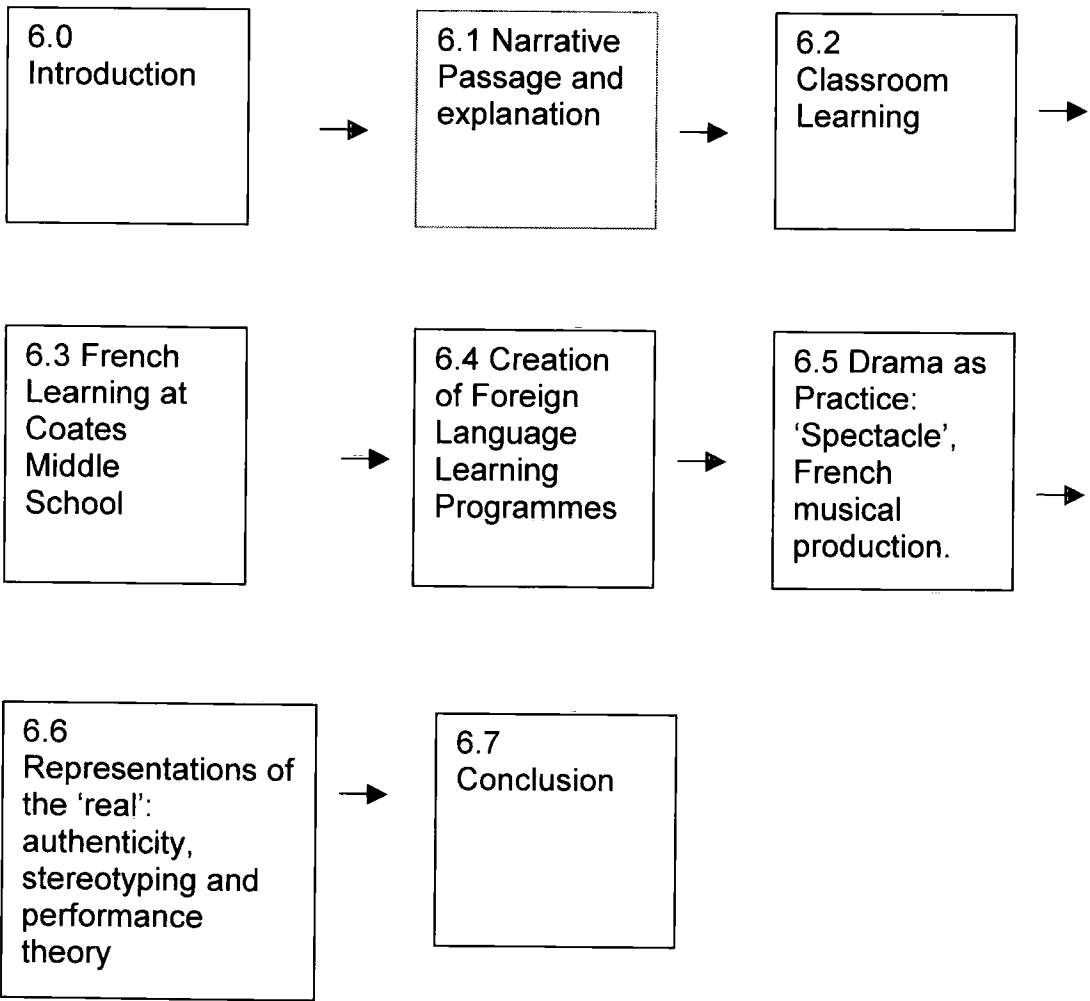 6.0
Introduction
6.1 Narrative
Passage and
explanation
6.2
Classroom
Learning
6.3 French
Learning at
Coates
Middle
School
6.4 Creation
of Foreign
Language
Learning
Programmes
6.5 Drama as
Practice:
‘Spectacle’,
French
musical
production.
6.6
Representations of
the ‘real’:
authenticity,
stereotyping and
performance
theory
6.7
Conclusion